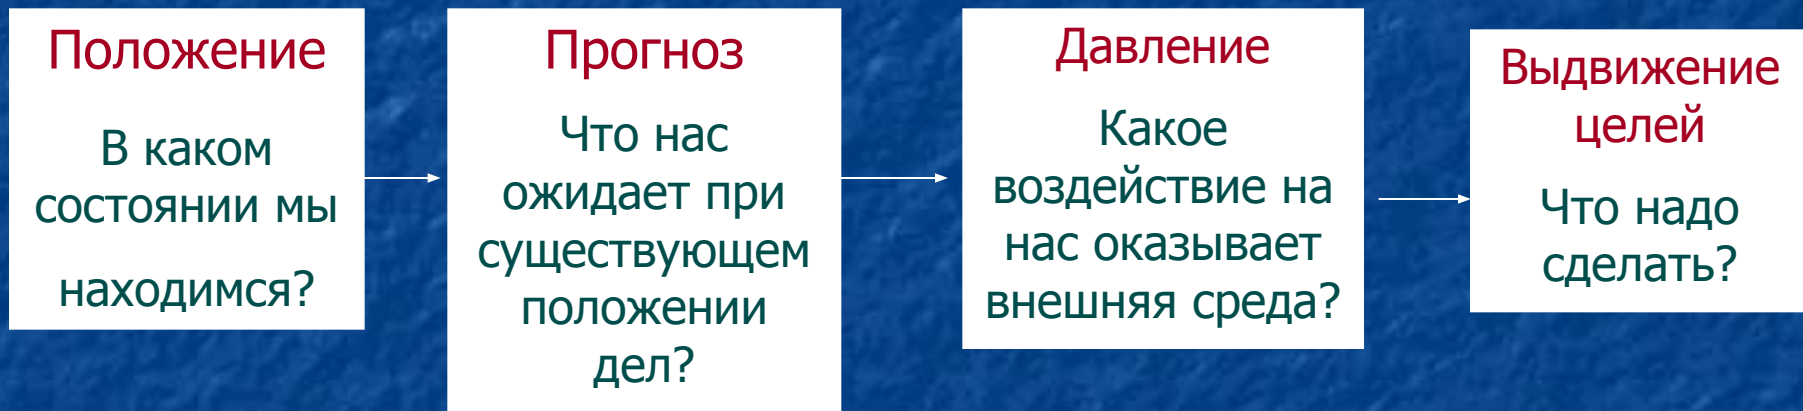 Положение
В каком
состоянии мы
находимся?
Прогноз
Что нас
ожидает при
существующем
положении
дел?
Давление
Какое
воздействие на
нас оказывает
внешняя среда?
Выдвижение
целей
Что надо
сделать?